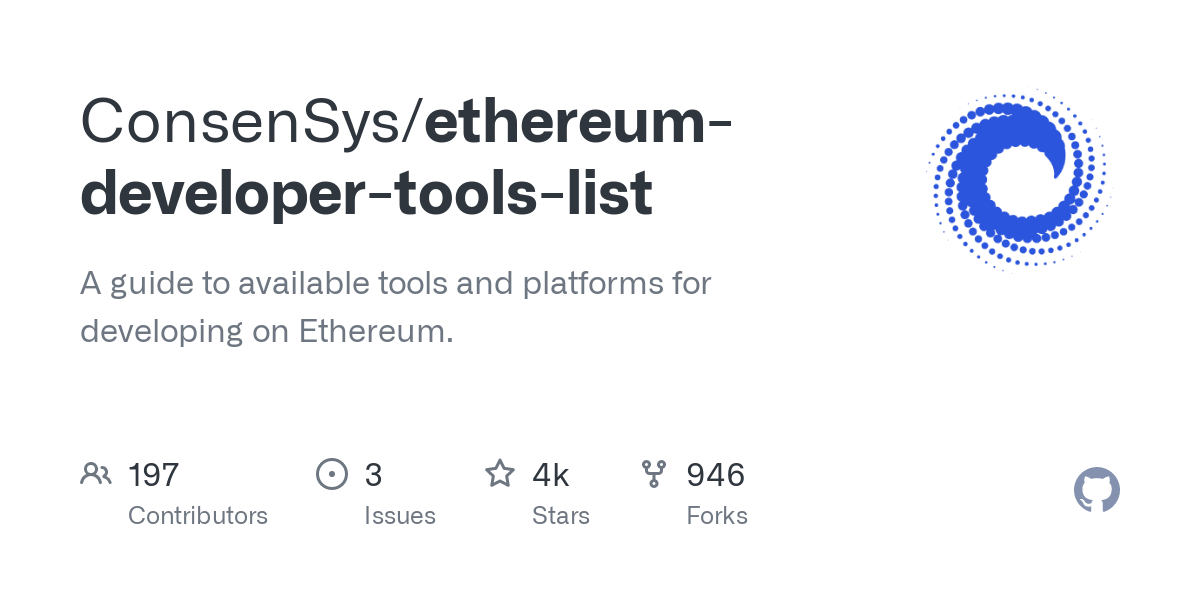 ConsenSys/ethereum-
developer-tools-list
A guide to available tools and platforms for
developing on Ethereum.
197 3 4k 946
Contributors Issues Stars Forks